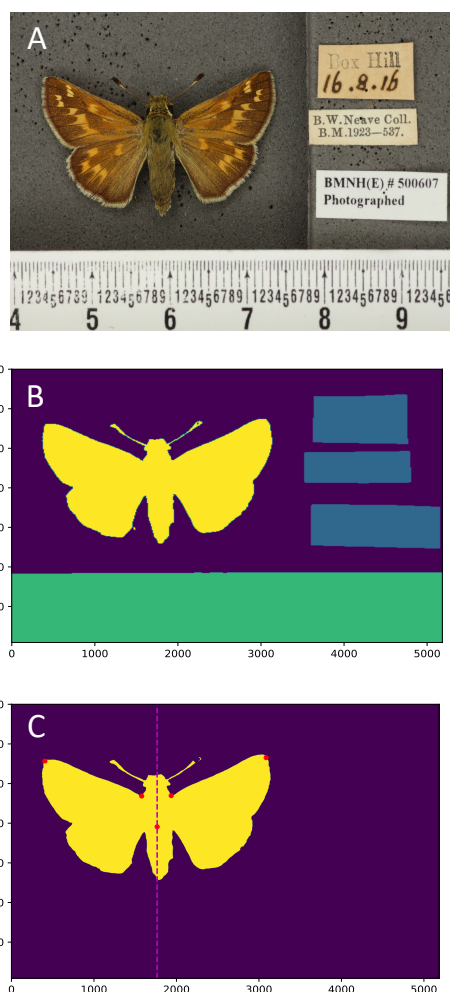 A
Box Hill
16.8.16
B.W.Neave Coll.
B.M.1923—537.
BMNH(E) # 500607
Photographed
123456789 123456789 123456789 123456789 123456789 12345
4 5 6 7 8 9
B
0 1000 2000 3000 4000 5000
C
0 1000 2000 3000 4000 5000